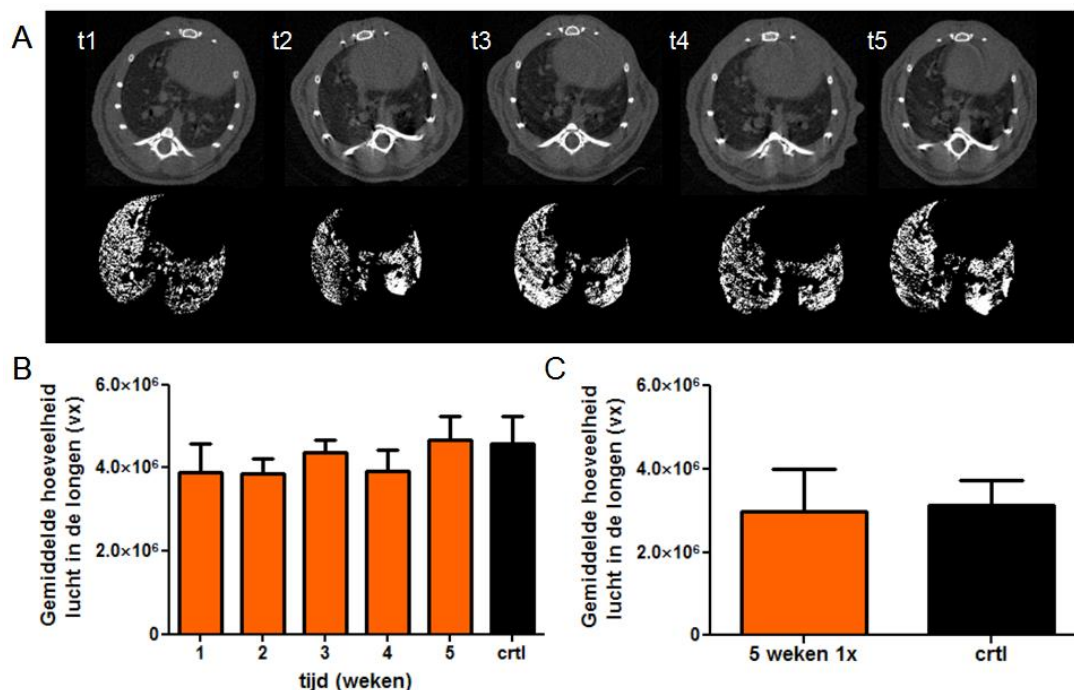 A
t1 t2 t3 t4 t5
B
Gemiddelde hoeveelheid
lucht in de longen (vx)
6.0×10⁶
4.0×10⁶
2.0×10⁶
0
1 2 3 4 5 crtl
tijd (weken)
C
Gemiddelde hoeveelheid
lucht in de longen (vx)
6.0×10⁶
4.0×10⁶
2.0×10⁶
0
5 weken 1x crtl